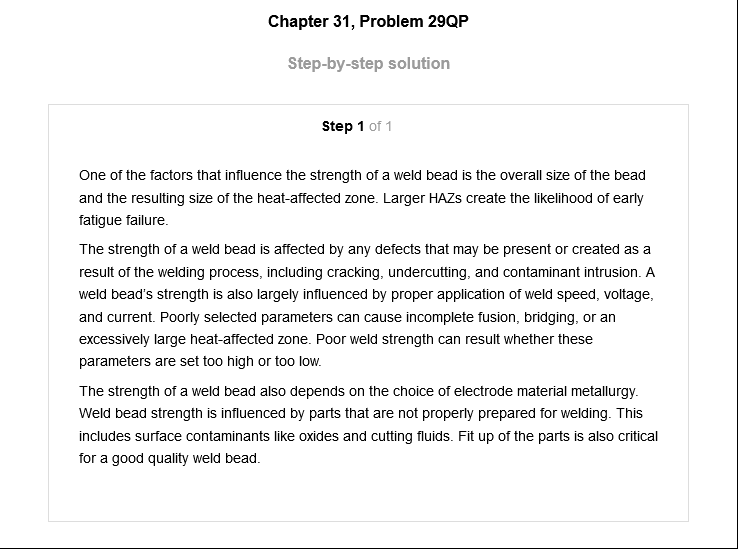 Chapter 31, Problem 29QP
Step-by-step solution
Step 1 of 1
One of the factors that influence the strength of a weld bead is the overall size of the bead
and the resulting size of the heat-affected zone. Larger HAZs create the likelihood of early
fatigue failure.
The strength of a weld bead is affected by any defects that may be present or created as a
result of the welding process, including cracking, undercutting, and contaminant intrusion. A
weld bead's strength is also largely influenced by proper application of weld speed, voltage,
and current. Poorly selected parameters can cause incomplete fusion, bridging, or an
excessively large heat-affected zone. Poor weld strength can result whether these
parameters are set too high or too low.
The strength of a weld bead also depends on the choice of electrode material metallurgy.
Weld bead strength is influenced by parts that are not properly prepared for welding. This
includes surface contaminants like oxides and cutting fluids. Fit up of the parts is also critical
for a good quality weld bead.